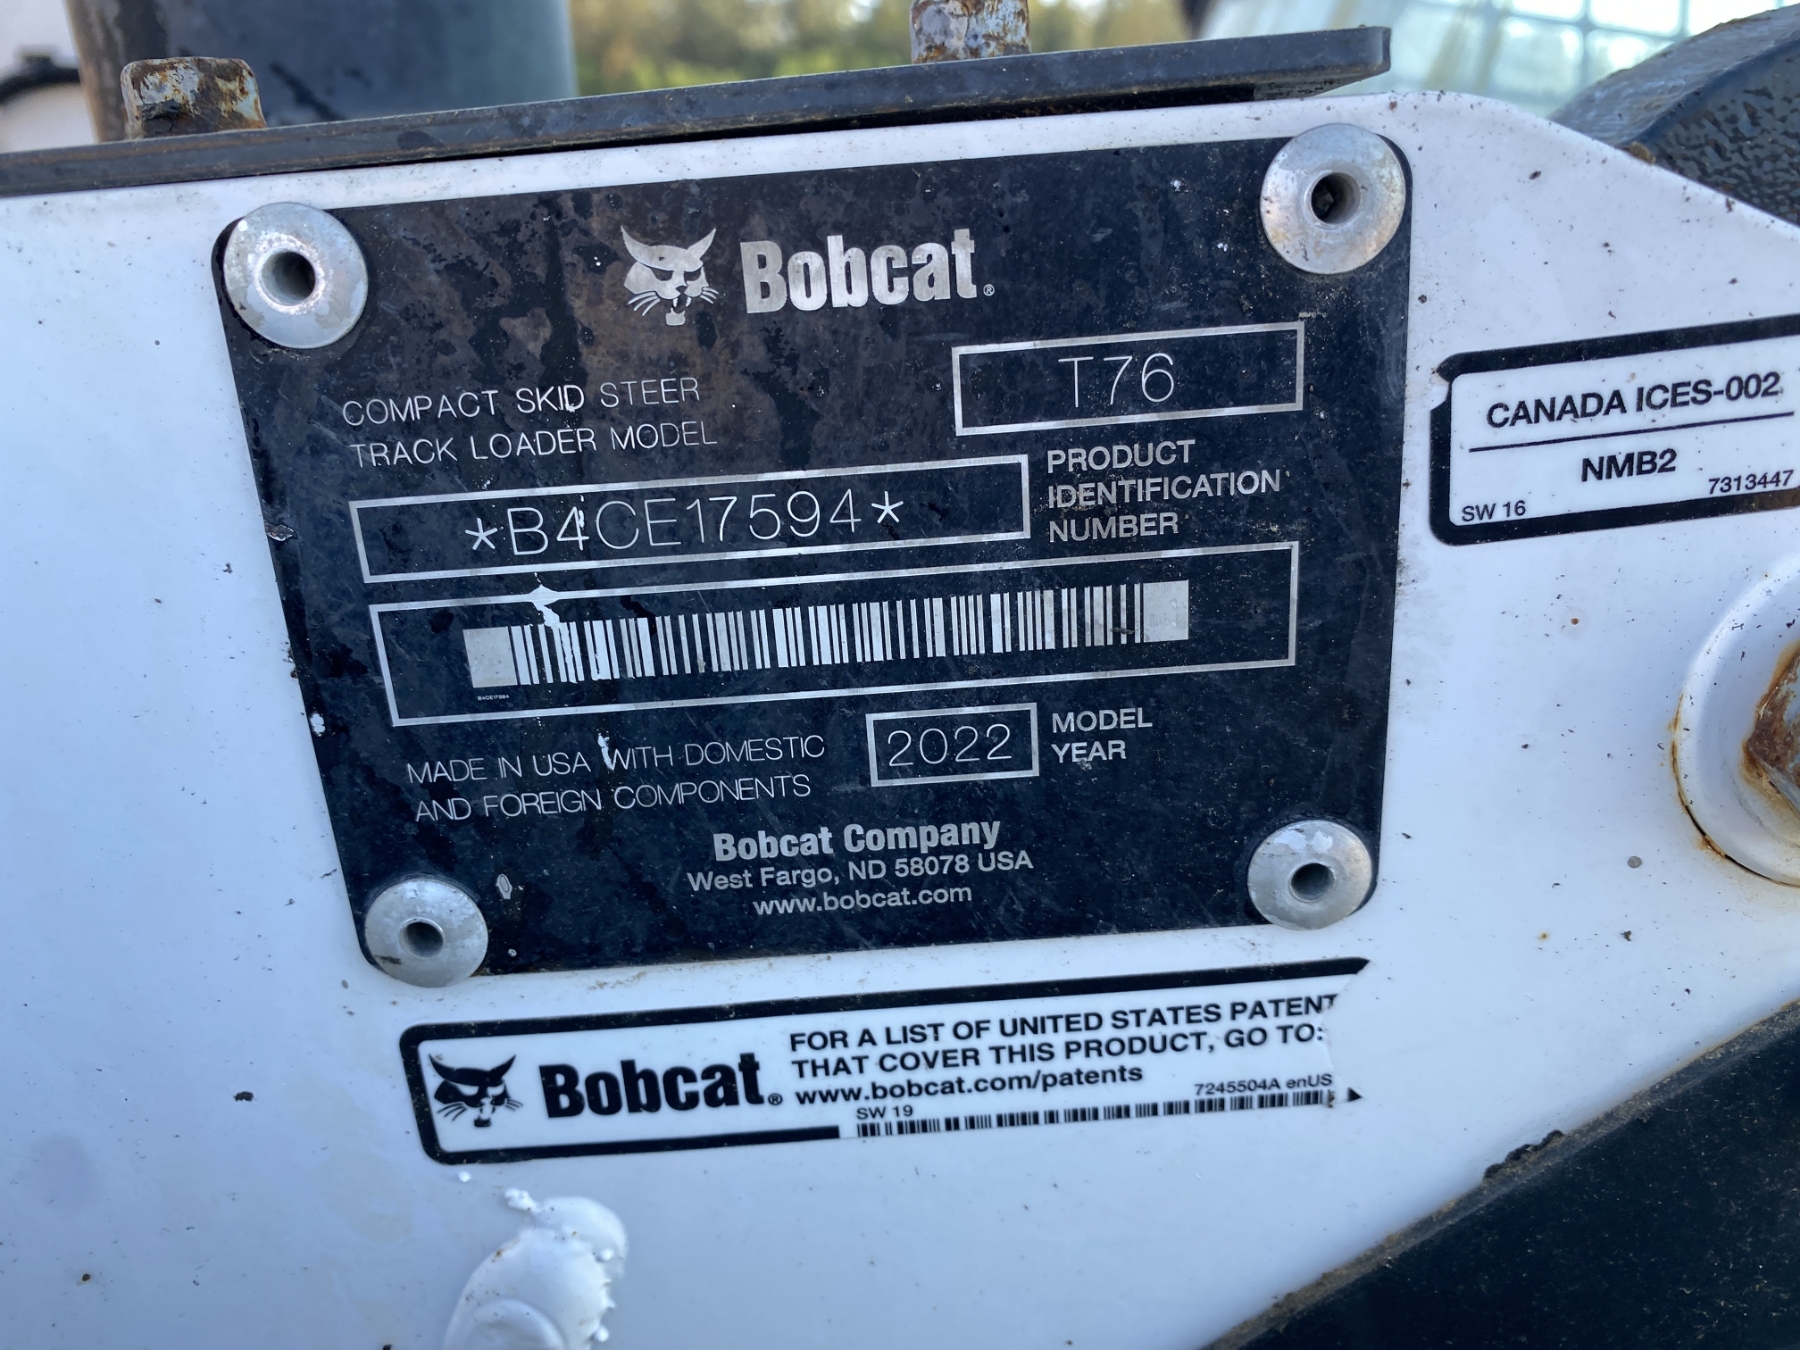 Bobcat®
COMPACT SKID STEER
TRACK LOADER MODEL
T76
*B4CE17594*
PRODUCT
IDENTIFICATION
NUMBER
B4CE17594
MADE IN USA WITH DOMESTIC
AND FOREIGN COMPONENTS
2022
MODEL
YEAR
Bobcat Company
West Fargo, ND 58078 USA
www.bobcat.com
CANADA ICES-002
NMB2
SW 16
7313447
Bobcat®
FOR A LIST OF UNITED STATES PATENT
THAT COVER THIS PRODUCT, GO TO:
www.bobcat.com/patents
SW 19
7245504A enUS